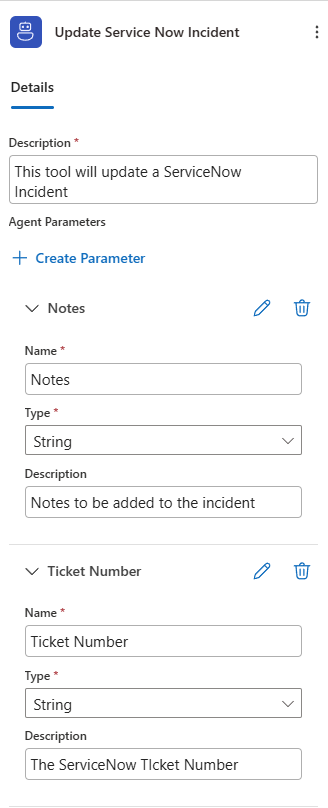 Update Service Now Incident
Details
Description *
This tool will update a ServiceNow
Incident
Agent Parameters
Create Parameter
Notes
Name *
Notes
Type *
String
Description
Notes to be added to the incident
Ticket Number
Name *
Ticket Number
Type *
String
Description
The ServiceNow TIcket Number